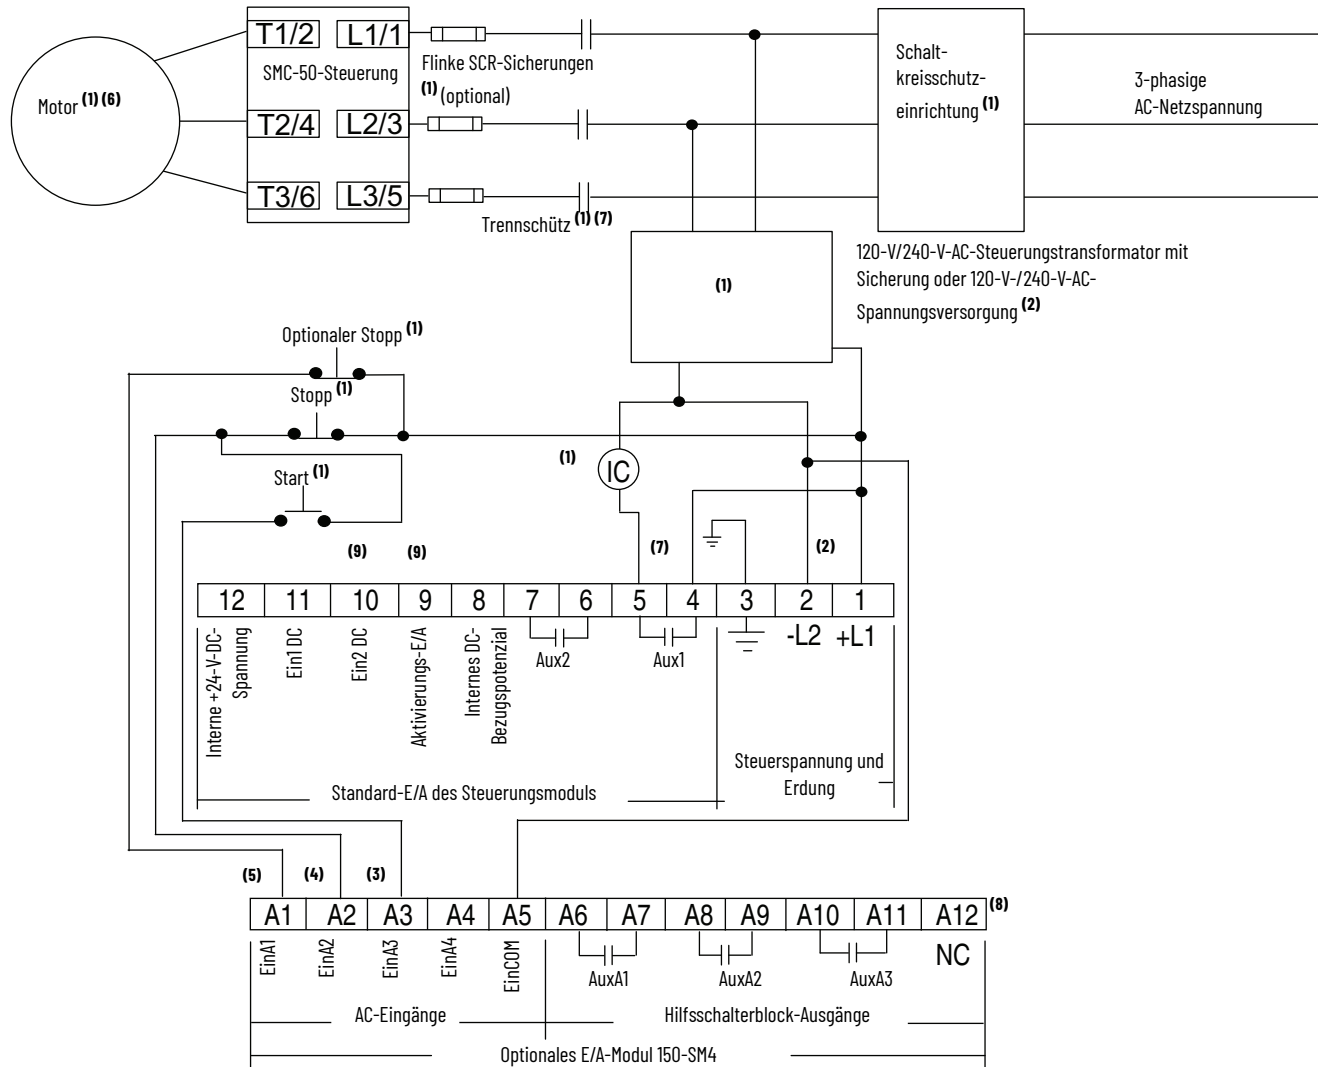 T1/2 L1/1
SMC-50-Steuerung
Flinke SCR-Sicherungen
(1) (optional)
Motor (1) (6)
T2/4 L2/3
T3/6 L3/5
Trennschütz (1) (7)
Schalt-
kreisschutz-
einrichtung (1)
3-phasige
AC-Netzspannung
(1)
120-V/240-V-AC-Steuerungstransformator mit
Sicherung oder 120-V-/240-V-AC-
Spannungsversorgung (2)
Optionaler Stopp (1)
Stopp (1)
Start (1)
(1)
IC
(9) (9) (7) (2)
12 11 10 9 8 7 6 5 4 3 2 1
Interne +24-V-DC-
Spannung
Ein1 DC
Ein2 DC
Aktivierungs-E/A
Internes DC-
Bezugspotenzial
Aux2
Aux1
-L2 +L1
Standard-E/A des Steuerungsmoduls
Steuerspannung und
Erdung
(5) (4) (3)
A1 A2 A3 A4 A5 A6 A7 A8 A9 A10 A11 A12 (8)
EinA1
EinA2
EinA3
EinA4
EinCOM
AuxA1
AuxA2
AuxA3
NC
AC-Eingänge
Hilfsschalterblock-Ausgänge
Optionales E/A-Modul 150-SM4